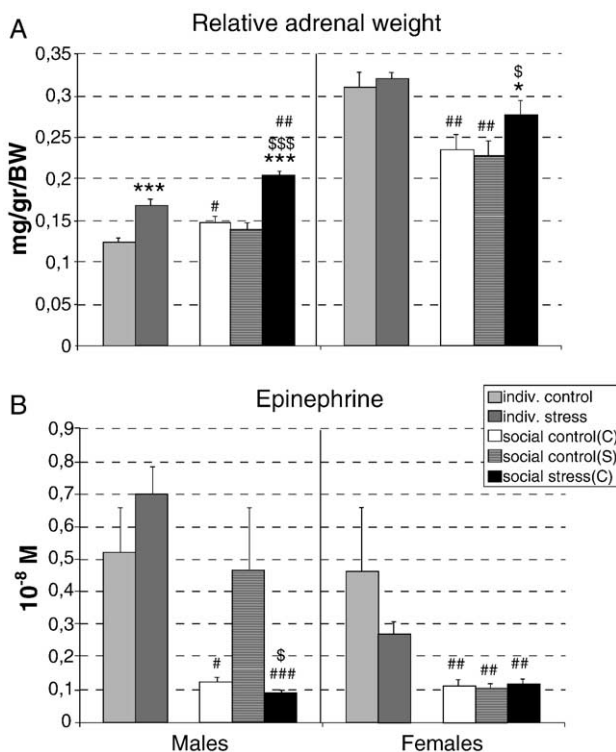 A
Relative adrenal weight
mg/gr/BW
0,35
0,3
0,25
0,2
0,15
0,1
0,05
0
***
#
##
$$$
***
##
##
$
*
B
Epinephrine
10⁻⁸ M
0,9
0,8
0,7
0,6
0,5
0,4
0,3
0,2
0,1
0
indiv. control
indiv. stress
social control(C)
social control(S)
social stress(C)
#
$
###
##
##
##
Males
Females